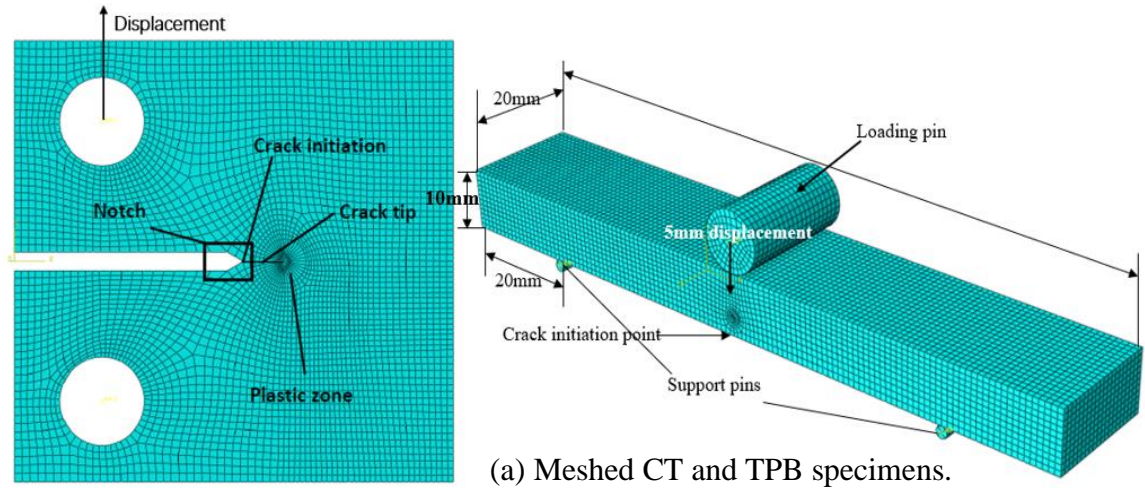 Displacement
Crack initiation
Notch
Crack tip
Plastic zone
20mm
Loading pin
10mm
5mm displacement
20mm
Crack initiation point
Support pins
(a) Meshed CT and TPB specimens.